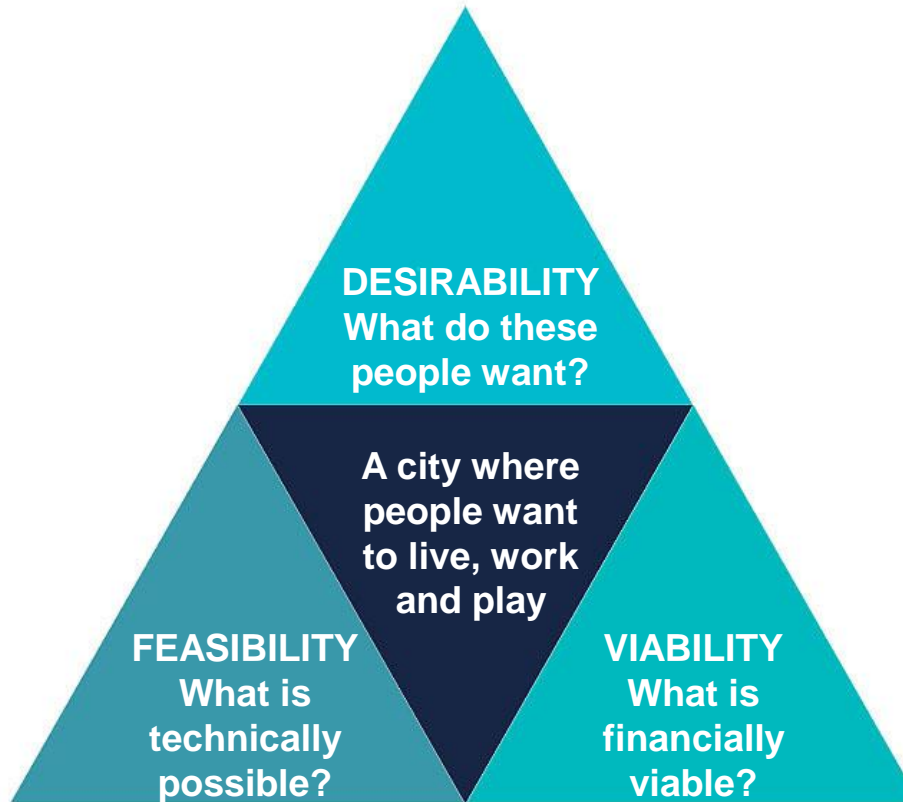 DESIRABILITY
What do these
people want?
A city where
people want
to live, work
and play
FEASIBILITY
What is
technically
possible?
VIABILITY
What is
financially
viable?